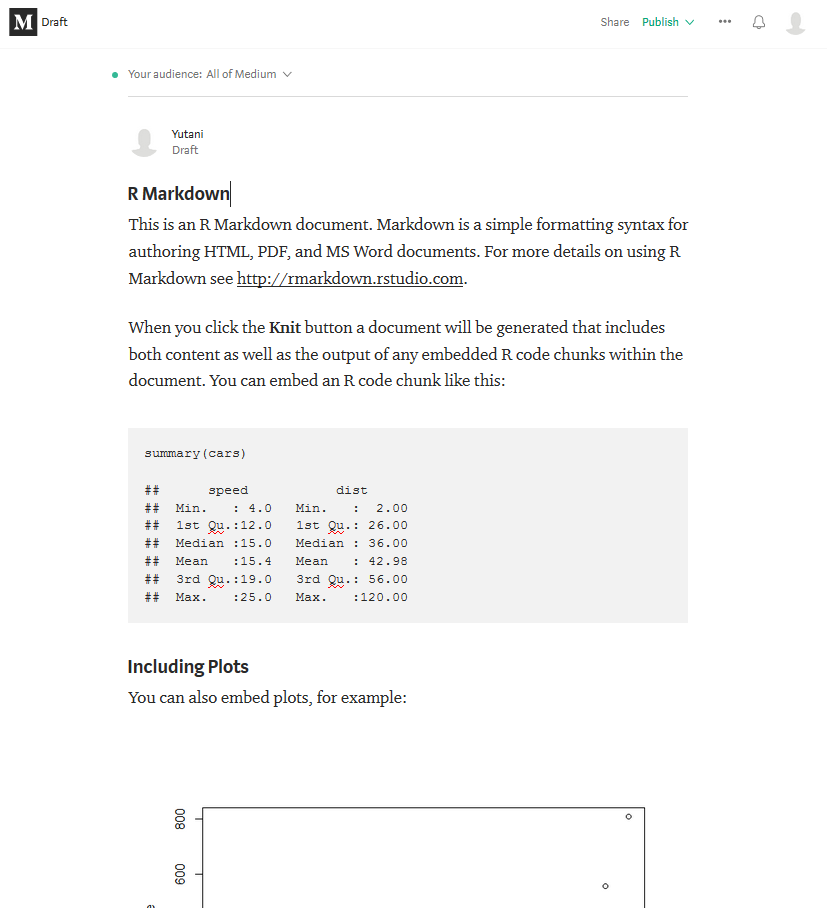 M Draft Share Publish
Your audience: All of Medium
Yutani
Draft
R Markdown
This is an R Markdown document. Markdown is a simple formatting syntax for
authoring HTML, PDF, and MS Word documents. For more details on using R
Markdown see http://rmarkdown.rstudio.com.
When you click the Knit button a document will be generated that includes
both content as well as the output of any embedded R code chunks within the
document. You can embed an R code chunk like this:
summary(cars)
##      speed           dist
##  Min.   : 4.0   Min.   :  2.00
##  1st Qu.:12.0   1st Qu.: 26.00
##  Median :15.0   Median : 36.00
##  Mean   :15.4   Mean   : 42.98
##  3rd Qu.:19.0   3rd Qu.: 56.00
##  Max.   :25.0   Max.   :120.00
Including Plots
You can also embed plots, for example:
800
600